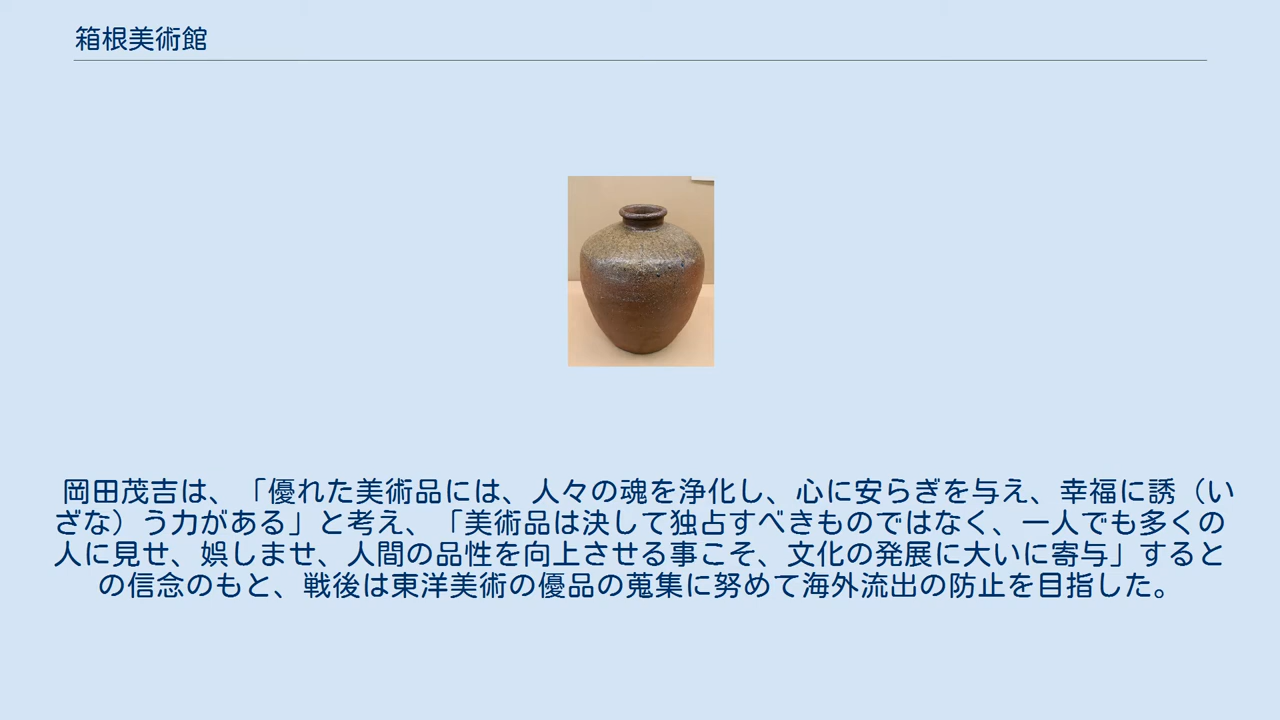 箱根美術館
岡田茂吉は、「優れた美術品には、人々の魂を浄化し、心に安らぎを与え、幸福に誘（い
ざな）う力がある」と考え、「美術品は決して独占すべきものではなく、一人でも多くの
人に見せ、娯しませ、人間の品性を向上させる事こそ、文化の発展に大いに寄与」すると
の信念のもと、戦後は東洋美術の優品の蒐集に努めて海外流出の防止を目指した。